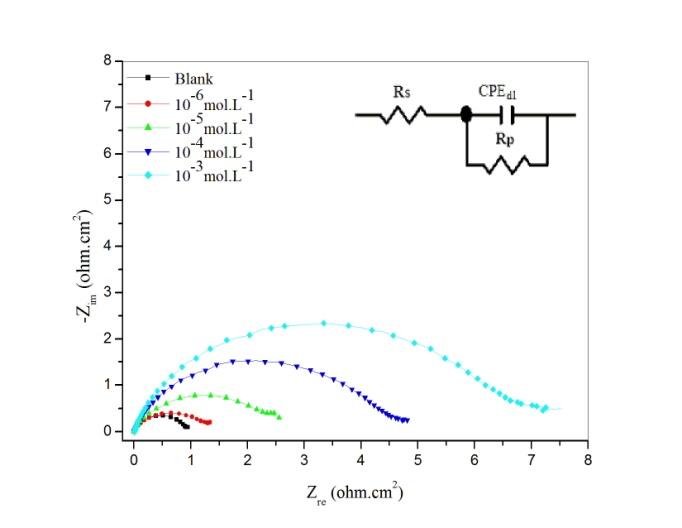 8
7
6
5
4
3
2
1
0
-Z_im (ohm.cm^2)
Blank
10^-6 mol.L^-1
10^-5 mol.L^-1
10^-4 mol.L^-1
10^-3 mol.L^-1
Rs
CPE_dl
Rp
0 1 2 3 4 5 6 7 8
Z_re (ohm.cm^2)